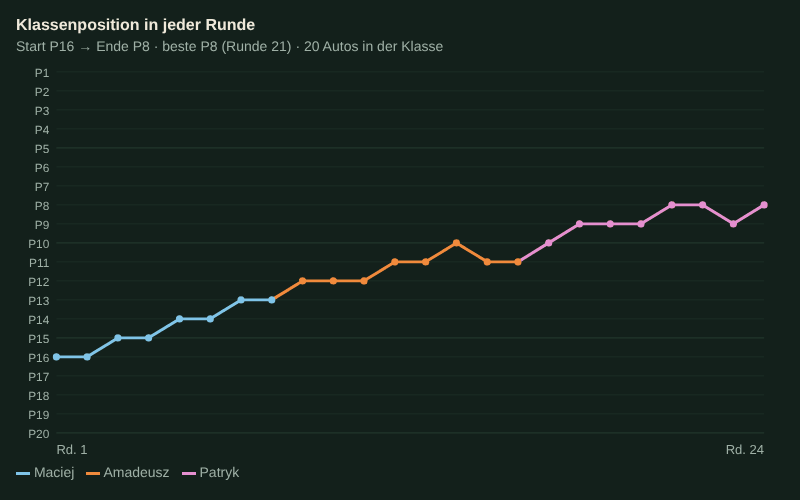 Klassenposition in jeder Runde
Start P16 → Ende P8 · beste P8 (Runde 21) · 20 Autos in der Klasse
P1
P2
P3
P4
P5
P6
P7
P8
P9
P10
P11
P12
P13
P14
P15
P16
P17
P18
P19
P20
Rd. 1 Rd. 24
Maciej Amadeusz Patryk